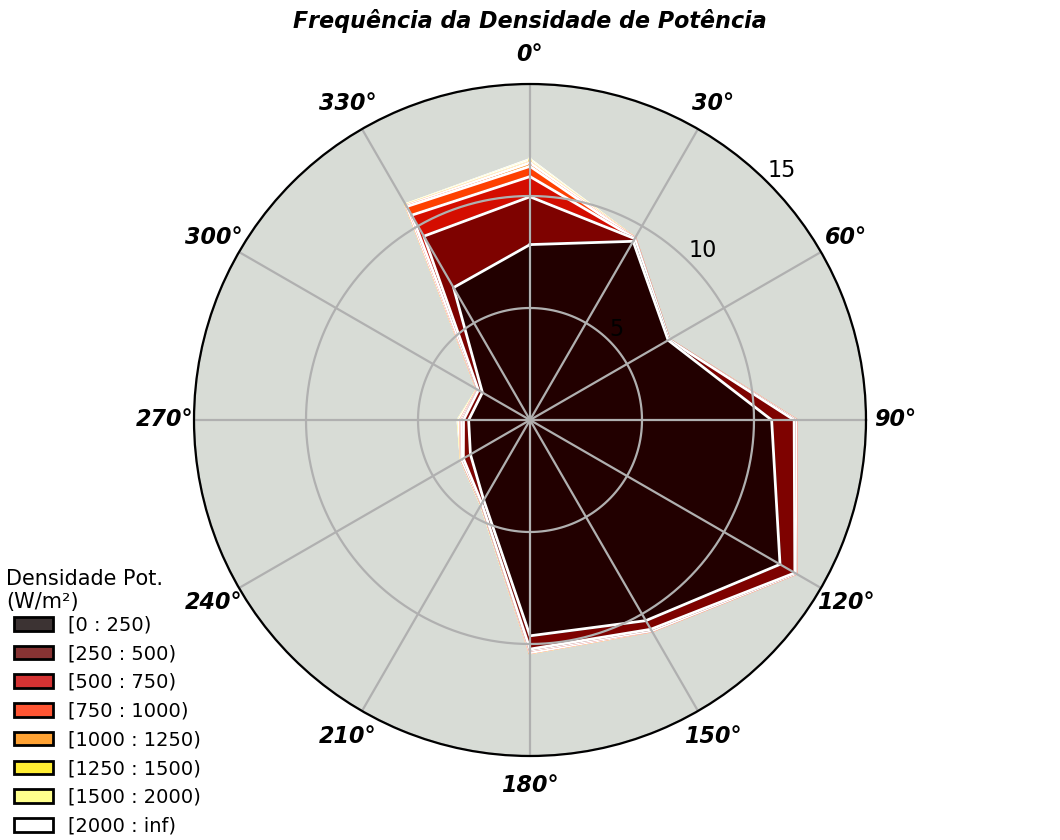 Frequência da Densidade de Potência
0°
330°
30°
15
300°
60°
10
5
270°
90°
240°
120°
210°
150°
180°
Densidade Pot.
(W/m²)
[0 : 250)
[250 : 500)
[500 : 750)
[750 : 1000)
[1000 : 1250)
[1250 : 1500)
[1500 : 2000)
[2000 : inf)